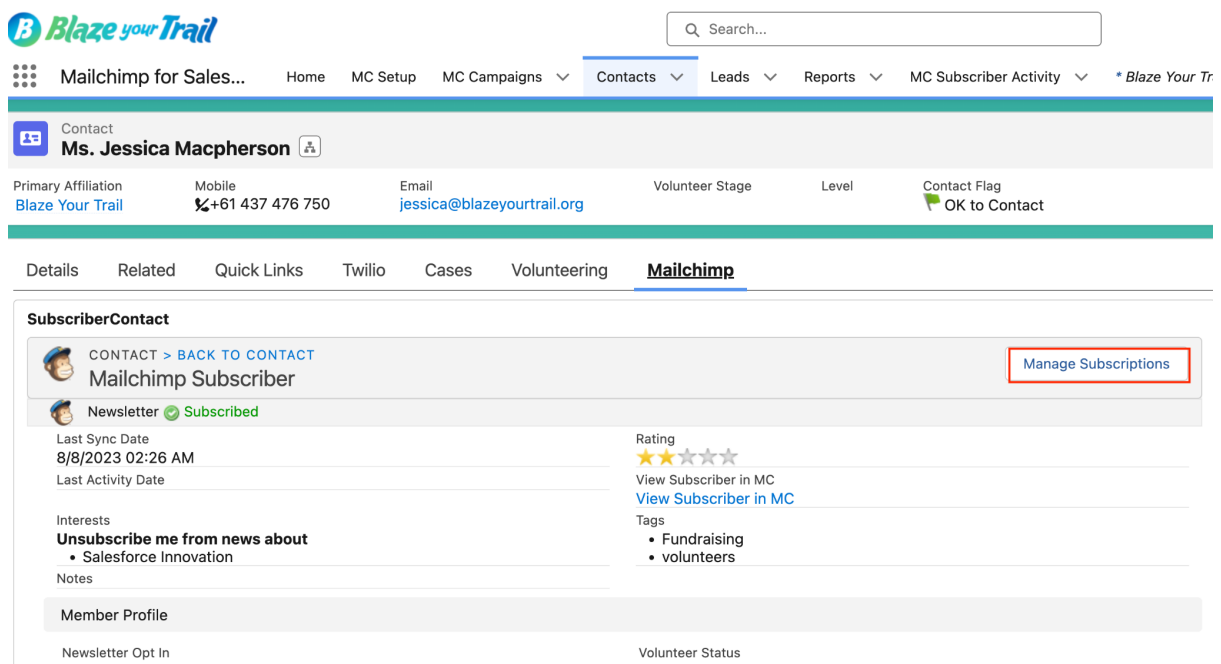 B Blaze your Trail
Search...
Mailchimp for Sales... Home MC Setup MC Campaigns Contacts Leads Reports MC Subscriber Activity * Blaze Your
Contact
Ms. Jessica Macpherson
Primary Affiliation Mobile Email Volunteer Stage Level Contact Flag
Blaze Your Trail +61 437 476 750 jessica@blazeyourtrail.org OK to Contact
Details Related Quick Links Twilio Cases Volunteering Mailchimp
SubscriberContact
CONTACT > BACK TO CONTACT
Mailchimp Subscriber
Manage Subscriptions
Newsletter Subscribed
Last Sync Date Rating
8/8/2023 02:26 AM
Last Activity Date View Subscriber in MC
View Subscriber in MC
Interests Tags
Unsubscribe me from news about • Fundraising
• Salesforce Innovation • volunteers
Notes
Member Profile
Newsletter Opt In Volunteer Status